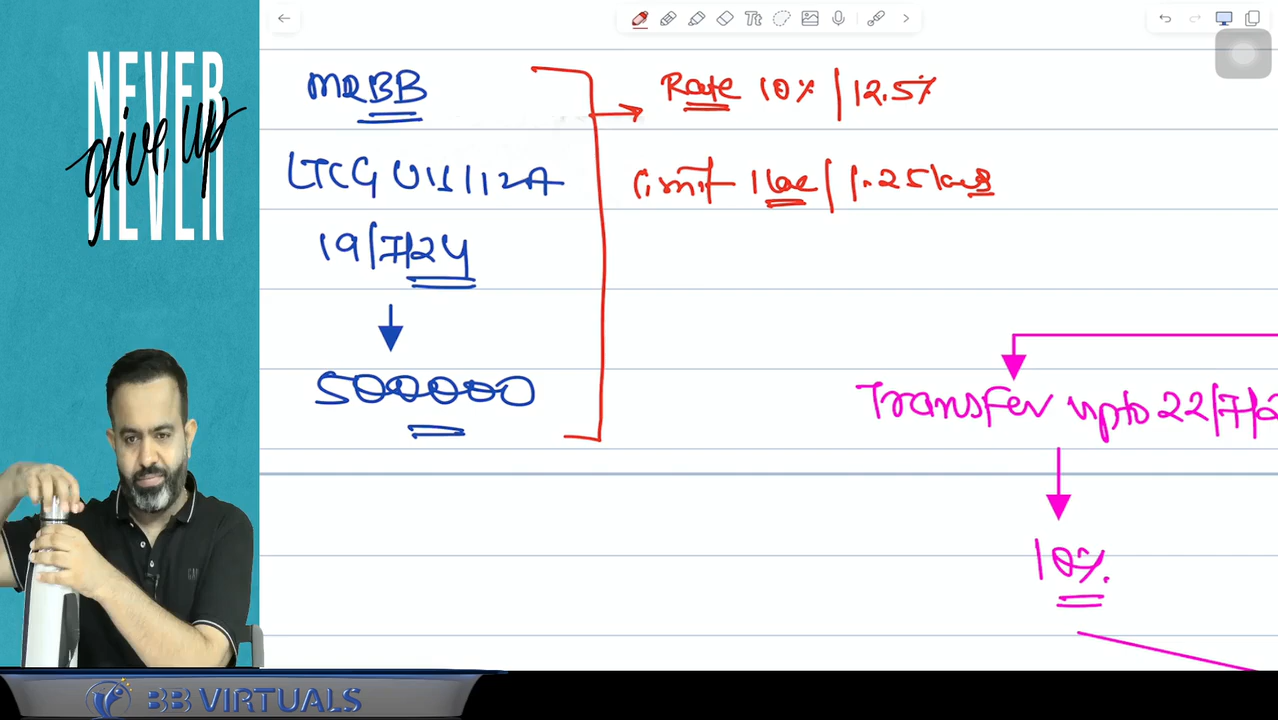 NEVER
give up
NEVER
MR BB
LTCG U/s 112A
19/7/24
500000
Rate 10% | 12.5%
Limit 1 lac | 1.25 lacs
Transfer upto 22/7/2
10%
BB VIRTUALS